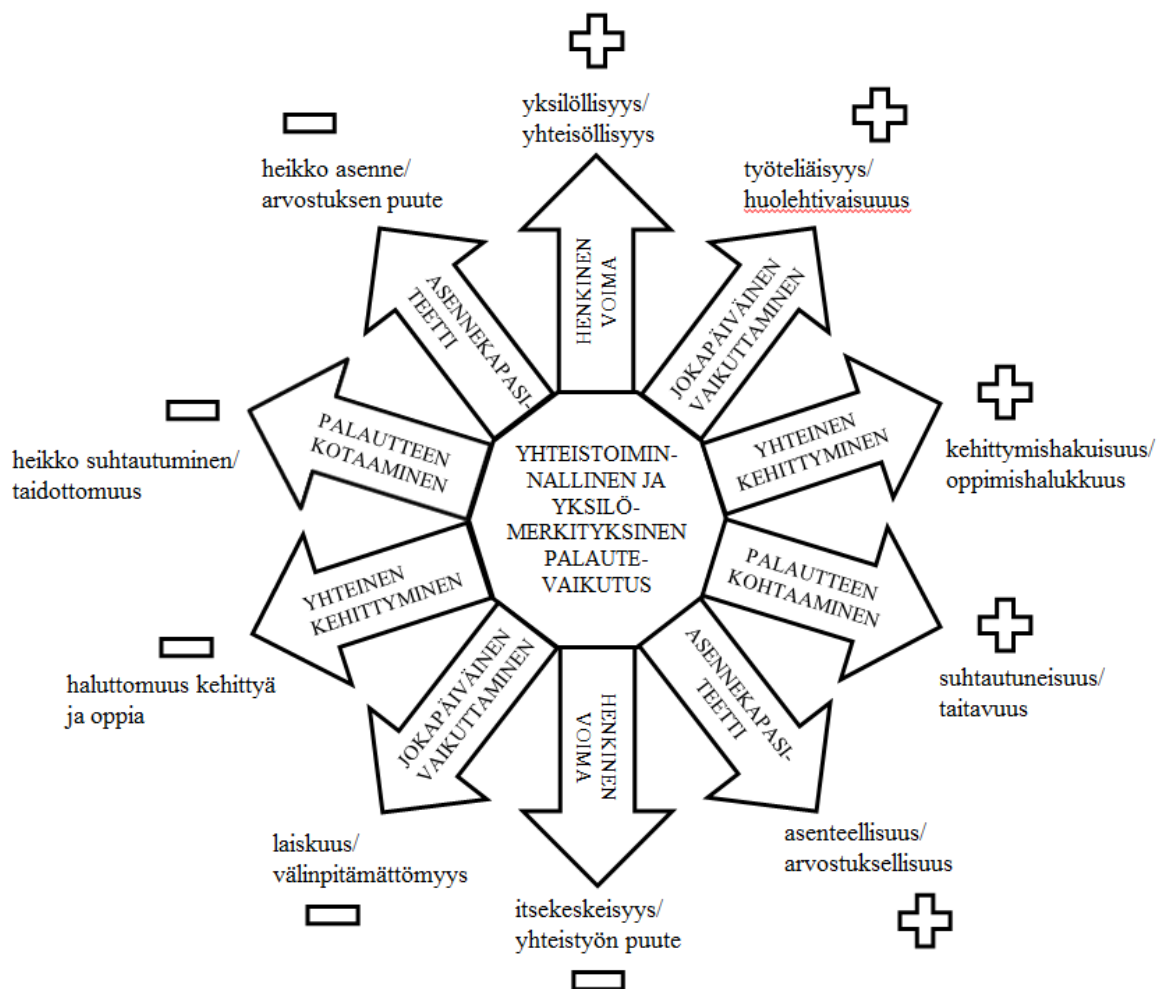 yksilöllisyys/
yhteisöllisyys
heikko asenne/
arvostuksen puute
työteliäisyys/
huolehtivaisuuus
HENKINEN
VOIMA
ASENNEKAPASI-
TEETTI
JOKAPÄIVÄINEN
VAIKUTTAMINEN
heikko suhtautuminen/
taidottomuus
PALAUTTEEN
KOTAAMINEN
YHTEINEN
KEHITTYMINEN
kehittymishakuisuus/
oppimishalukkuus
YHTEISTOIMIN-
NALLINEN JA
YKSILÖ-
MERKITYKSINEN
PALAUTE-
VAIKUTUS
YHTEINEN
KEHITTYMINEN
PALAUTTEEN
KOHTAAMINEN
haluttomuus kehittyä
ja oppia
suhtautuneisuus/
taitavuus
JOKAPÄIVÄINEN
VAIKUTTAMINEN
HENKINEN
VOIMA
ASENNEKAPASI-
TEETTI
laiskuus/
välinpitämättömyys
asenteellisuus/
arvostuksellisuus
itsekeskeisyys/
yhteistyön puute